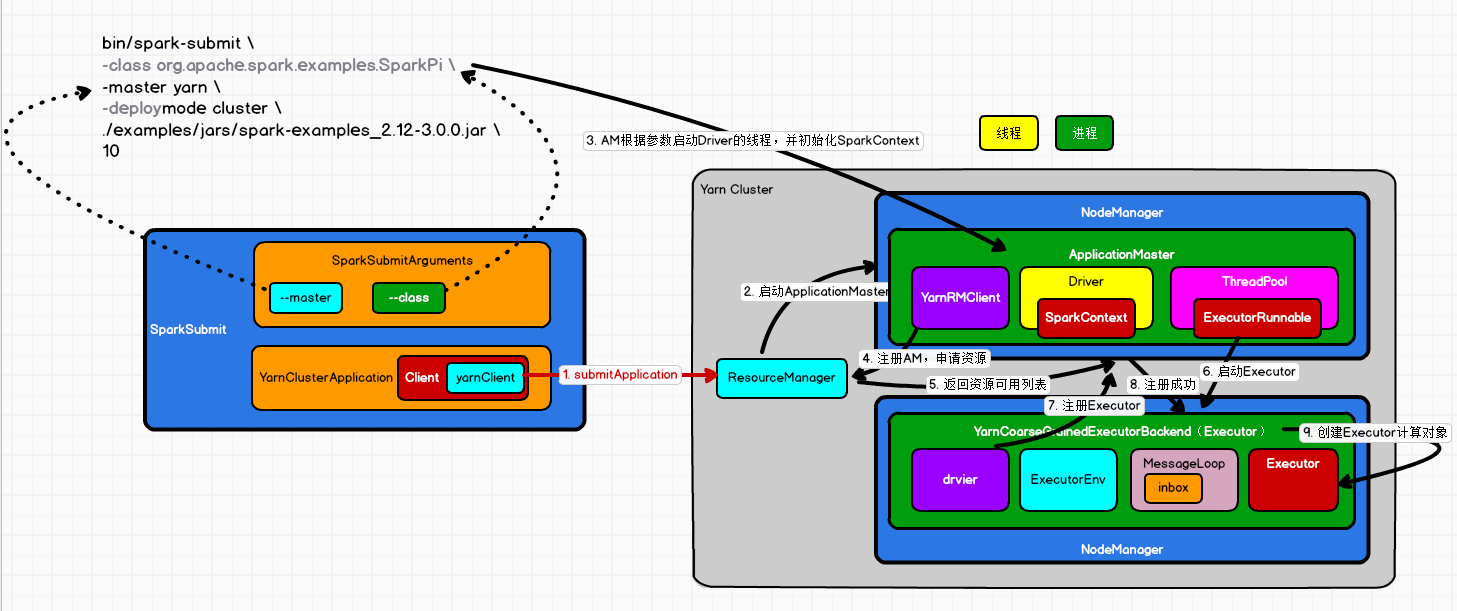 bin/spark-submit \
-class org.apache.spark.examples.SparkPi \
-master yarn \
-deploymode cluster \
./examples/jars/spark-examples_2.12-3.0.0.jar \
10
3. AM根据参数启动Driver的线程，并初始化SparkContext
线程
进程
Yarn Cluster
NodeManager
ApplicationMaster
YarnRMClient
Driver
SparkContext
ThreadPool
ExecutorRunnable
SparkSubmit
SparkSubmitArguments
--master
--class
YarnClusterApplication
Client
yarnClient
1. submitApplication
2. 启动ApplicationMaster
ResourceManager
4. 注册AM，申请资源
5. 返回资源可用列表
6. 启动Executor
8. 注册成功
7. 注册Executor
YarnCoarseGrainedExecutorBackend（Executor）
9. 创建Executor计算对象
drvier
ExecutorEnv
MessageLoop
inbox
Executor
NodeManager